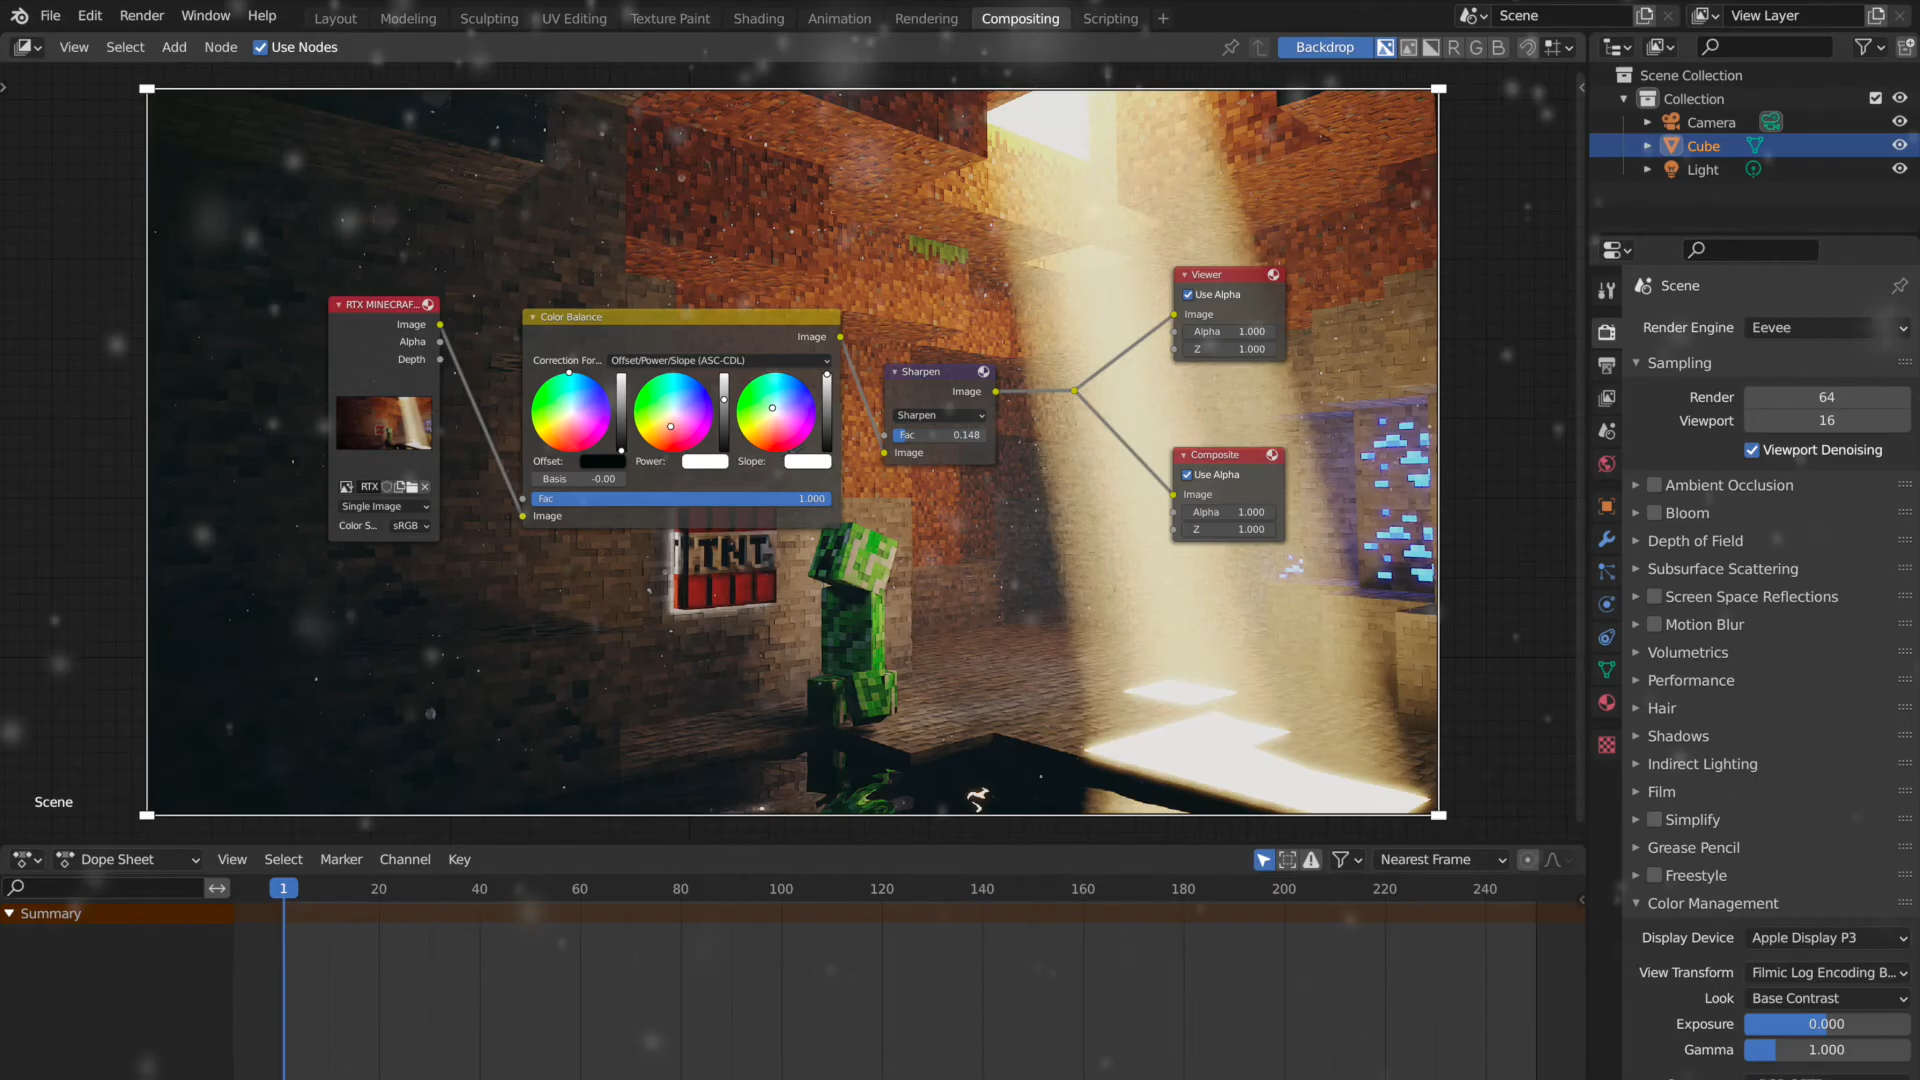 File Edit Render Window Help Layout Modeling Sculpting UV Editing Texture Paint Shading Animation Rendering Compositing Scripting + Scene View Layer
View Select Add Node Use Nodes Backdrop R G B
Scene Collection
Collection
Camera
Cube
Light
Scene
Render Engine Eevee
Sampling
Render 64
Viewport 16
Viewport Denoising
Ambient Occlusion
Bloom
Depth of Field
Subsurface Scattering
Screen Space Reflections
Motion Blur
Volumetrics
Performance
Hair
Shadows
Indirect Lighting
Film
Simplify
Grease Pencil
Freestyle
Color Management
Display Device Apple Display P3
View Transform Filmic Log Encoding B...
Look Base Contrast
Exposure 0.000
Gamma 1.000
RTX MINECRAF...
Image
Alpha
Depth
RTX
Single Image
Color S... sRGB
Color Balance
Image
Correction For... Offset/Power/Slope (ASC-CDL)
Offset: Power: Slope:
Basis -0.00
Fac 1.000
Image
Sharpen
Image
Sharpen
Fac 0.148
Image
Viewer
Use Alpha
Image
Alpha 1.000
Z 1.000
Composite
Use Alpha
Image
Alpha 1.000
Z 1.000
TNT
Scene
Dope Sheet View Select Marker Channel Key Nearest Frame
1 20 40 60 80 100 120 140 160 180 200 220 240
Summary